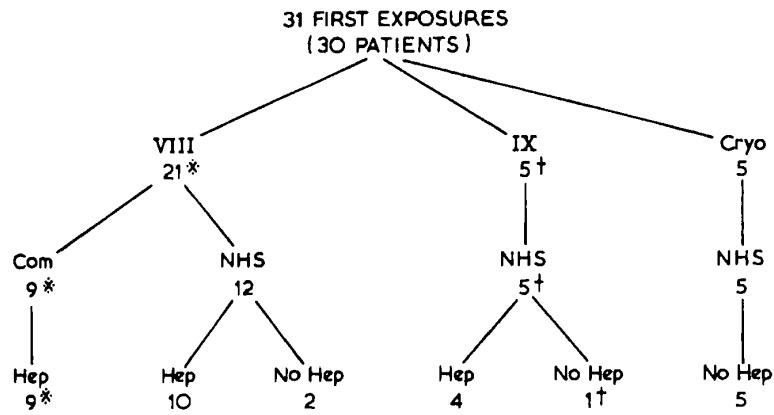 31 FIRST EXPOSURES
(30 PATIENTS)
VIII IX Cryo
21※ 5† 5
Com NHS NHS NHS
9※ 12 5† 5
Hep Hep No Hep Hep No Hep No Hep
9※ 10 2 4 1† 5